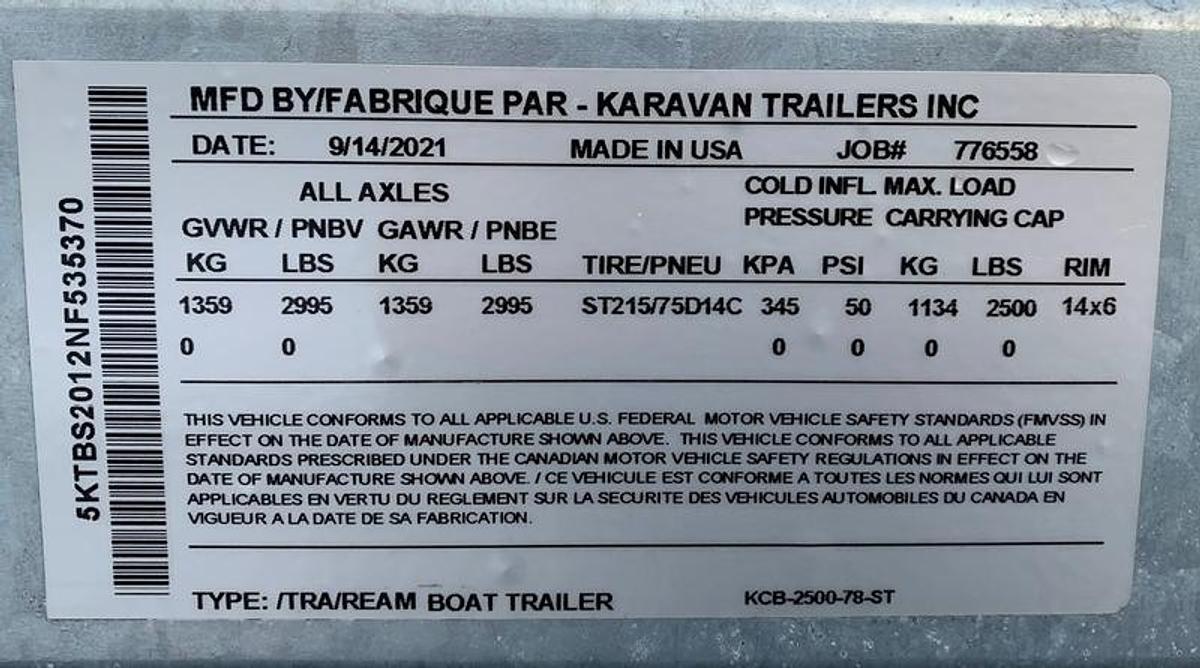 5KTBS2012NF535370
MFD BY/FABRIQUE PAR - KARAVAN TRAILERS INC
DATE: 9/14/2021 MADE IN USA JOB# 776558
ALL AXLES COLD INFL. MAX. LOAD
GVWR / PNBV GAWR / PNBE PRESSURE CARRYING CAP
KG LBS KG LBS TIRE/PNEU KPA PSI KG LBS RIM
1359 2995 1359 2995 ST215/75D14C 345 50 1134 2500 14x6
0 0 0 0 0 0
THIS VEHICLE CONFORMS TO ALL APPLICABLE U.S. FEDERAL MOTOR VEHICLE SAFETY STANDARDS (FMVSS) IN
EFFECT ON THE DATE OF MANUFACTURE SHOWN ABOVE. THIS VEHICLE CONFORMS TO ALL APPLICABLE
STANDARDS PRESCRIBED UNDER THE CANADIAN MOTOR VEHICLE SAFETY REGULATIONS IN EFFECT ON THE
DATE OF MANUFACTURE SHOWN ABOVE. / CE VEHICULE EST CONFORME A TOUTES LES NORMES QUI LUI SONT
APPLICABLES EN VERTU DU REGLEMENT SUR LA SECURITE DES VEHICULES AUTOMOBILES DU CANADA EN
VIGUEUR A LA DATE DE SA FABRICATION.
TYPE: /TRA/REAM BOAT TRAILER KCB-2500-78-ST